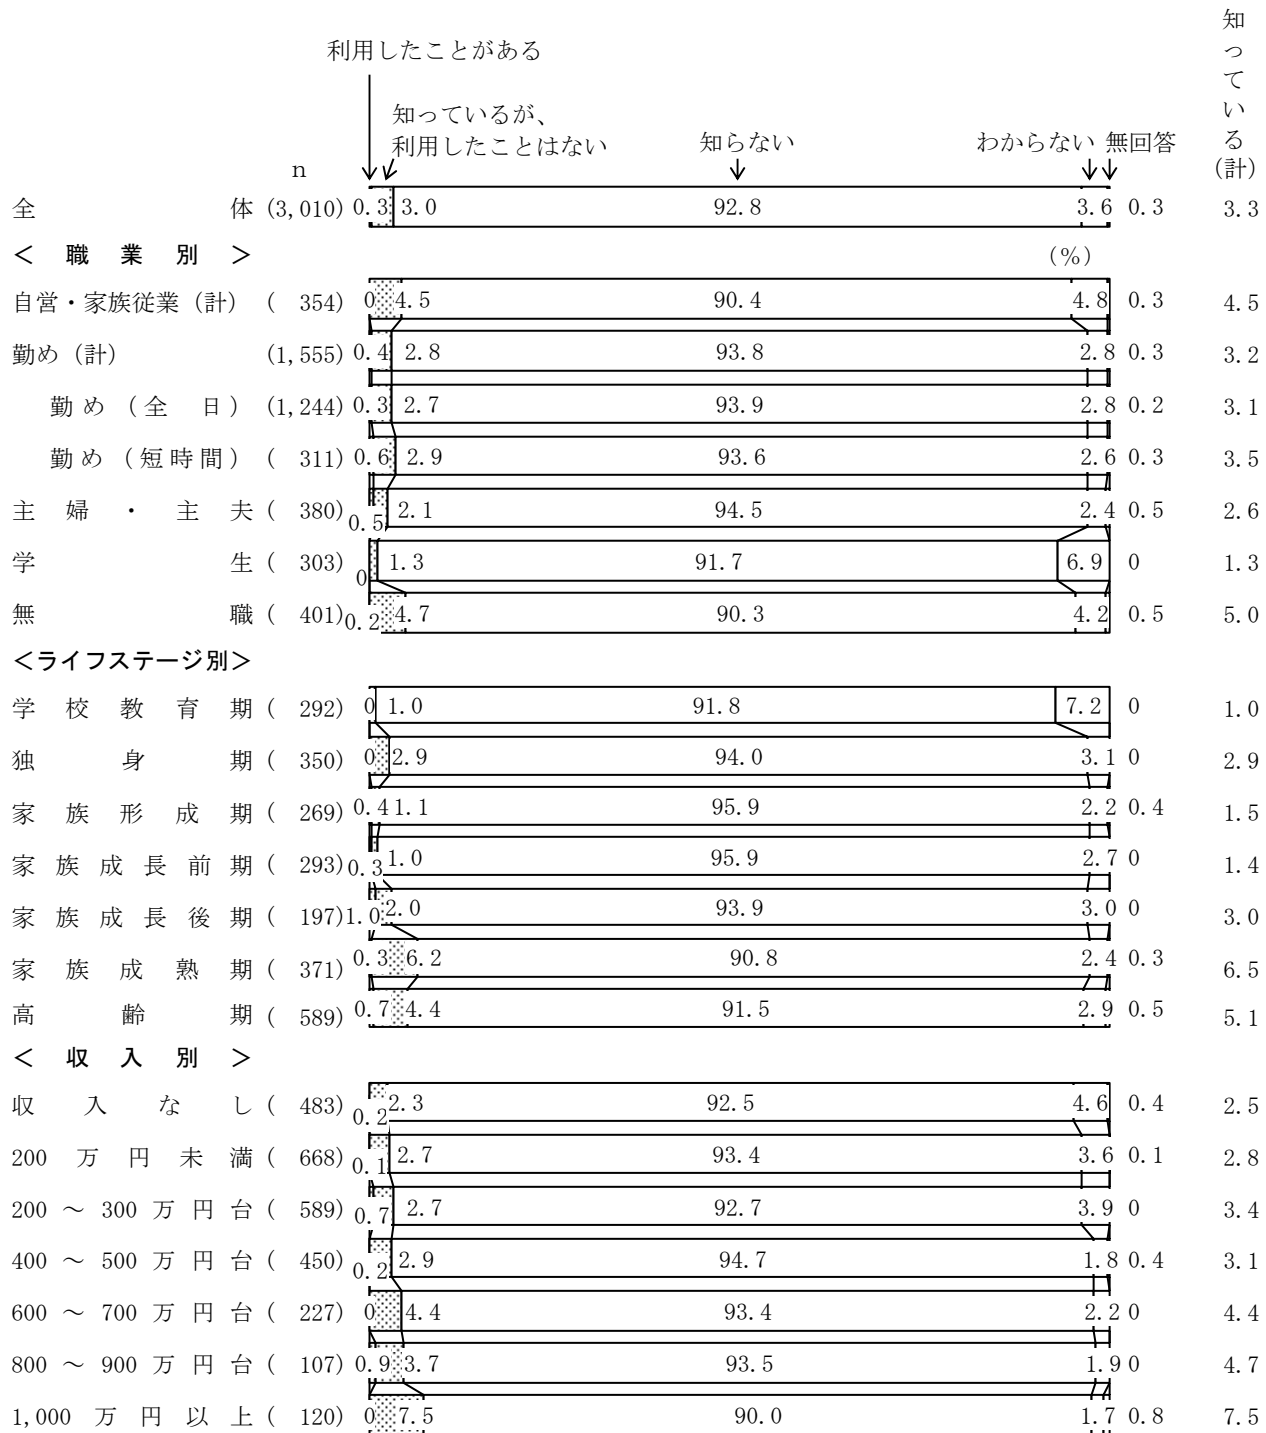 知っている(計)
利用したことがある
知っているが、
利用したことはない 知らない わからない 無回答
n
全体 (3,010) 0.3 3.0 92.8 3.6 0.3 3.3
＜職業別＞ (%)
自営・家族従業（計） ( 354) 0 4.5 90.4 4.8 0.3 4.5
勤め（計） (1,555) 0.4 2.8 93.8 2.8 0.3 3.2
勤め（全日） (1,244) 0.3 2.7 93.9 2.8 0.2 3.1
勤め（短時間） ( 311) 0.6 2.9 93.6 2.6 0.3 3.5
主婦・主夫 ( 380) 0.5 2.1 94.5 2.4 0.5 2.6
学生 ( 303) 0 1.3 91.7 6.9 0 1.3
無職 ( 401) 0.2 4.7 90.3 4.2 0.5 5.0
＜ライフステージ別＞
学校教育期 ( 292) 0 1.0 91.8 7.2 0 1.0
独身期 ( 350) 0 2.9 94.0 3.1 0 2.9
家族形成期 ( 269) 0.4 1.1 95.9 2.2 0.4 1.5
家族成長前期 ( 293) 0.3 1.0 95.9 2.7 0 1.4
家族成長後期 ( 197) 1.0 2.0 93.9 3.0 0 3.0
家族成熟期 ( 371) 0.3 6.2 90.8 2.4 0.3 6.5
高齢期 ( 589) 0.7 4.4 91.5 2.9 0.5 5.1
＜収入別＞
収入なし ( 483) 0.2 2.3 92.5 4.6 0.4 2.5
200万円未満 ( 668) 0.1 2.7 93.4 3.6 0.1 2.8
200～300万円台 ( 589) 0.7 2.7 92.7 3.9 0 3.4
400～500万円台 ( 450) 0.2 2.9 94.7 1.8 0.4 3.1
600～700万円台 ( 227) 0 4.4 93.4 2.2 0 4.4
800～900万円台 ( 107) 0.9 3.7 93.5 1.9 0 4.7
1,000万円以上 ( 120) 0 7.5 90.0 1.7 0.8 7.5